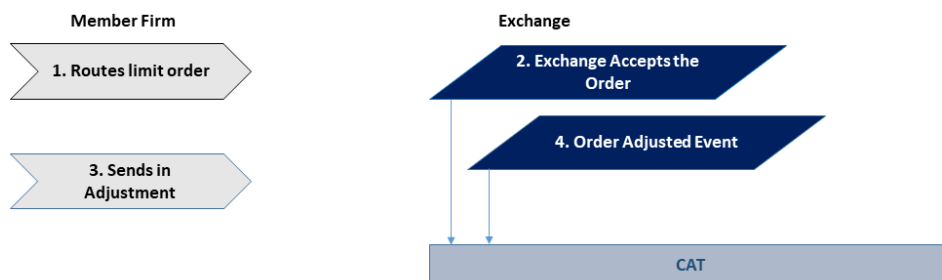 Member Firm
Exchange
1. Routes limit order
2. Exchange Accepts the
Order
3. Sends in
Adjustment
4. Order Adjusted Event
CAT